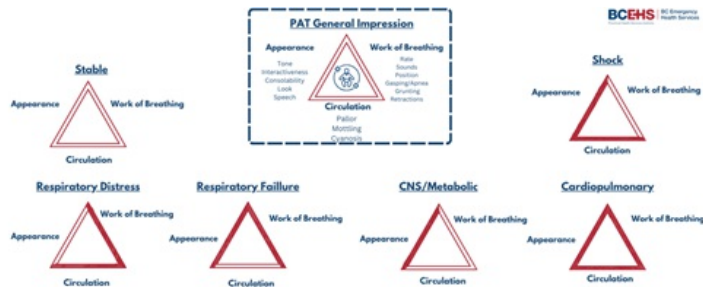 PAT General Impression
Appearance
Work of Breathing
Tone
Interactiveness
Consolability
Look
Speech
Rate
Sounds
Position
Gasping/Apnea
Grunting
Retractions
Circulation
Pallor
Mottling
Cyanosis
BCEHS
BC Emergency
Health Services
Stable
Appearance
Work of Breathing
Circulation
Shock
Appearance
Work of Breathing
Circulation
Respiratory Distress
Work of Breathing
Appearance
Circulation
Respiratory Faillure
Work of Breathing
Appearance
Circulation
CNS/Metabolic
Work of Breathing
Appearance
Circulation
Cardiopulmonary
Work of Breathing
Appearance
Circulation